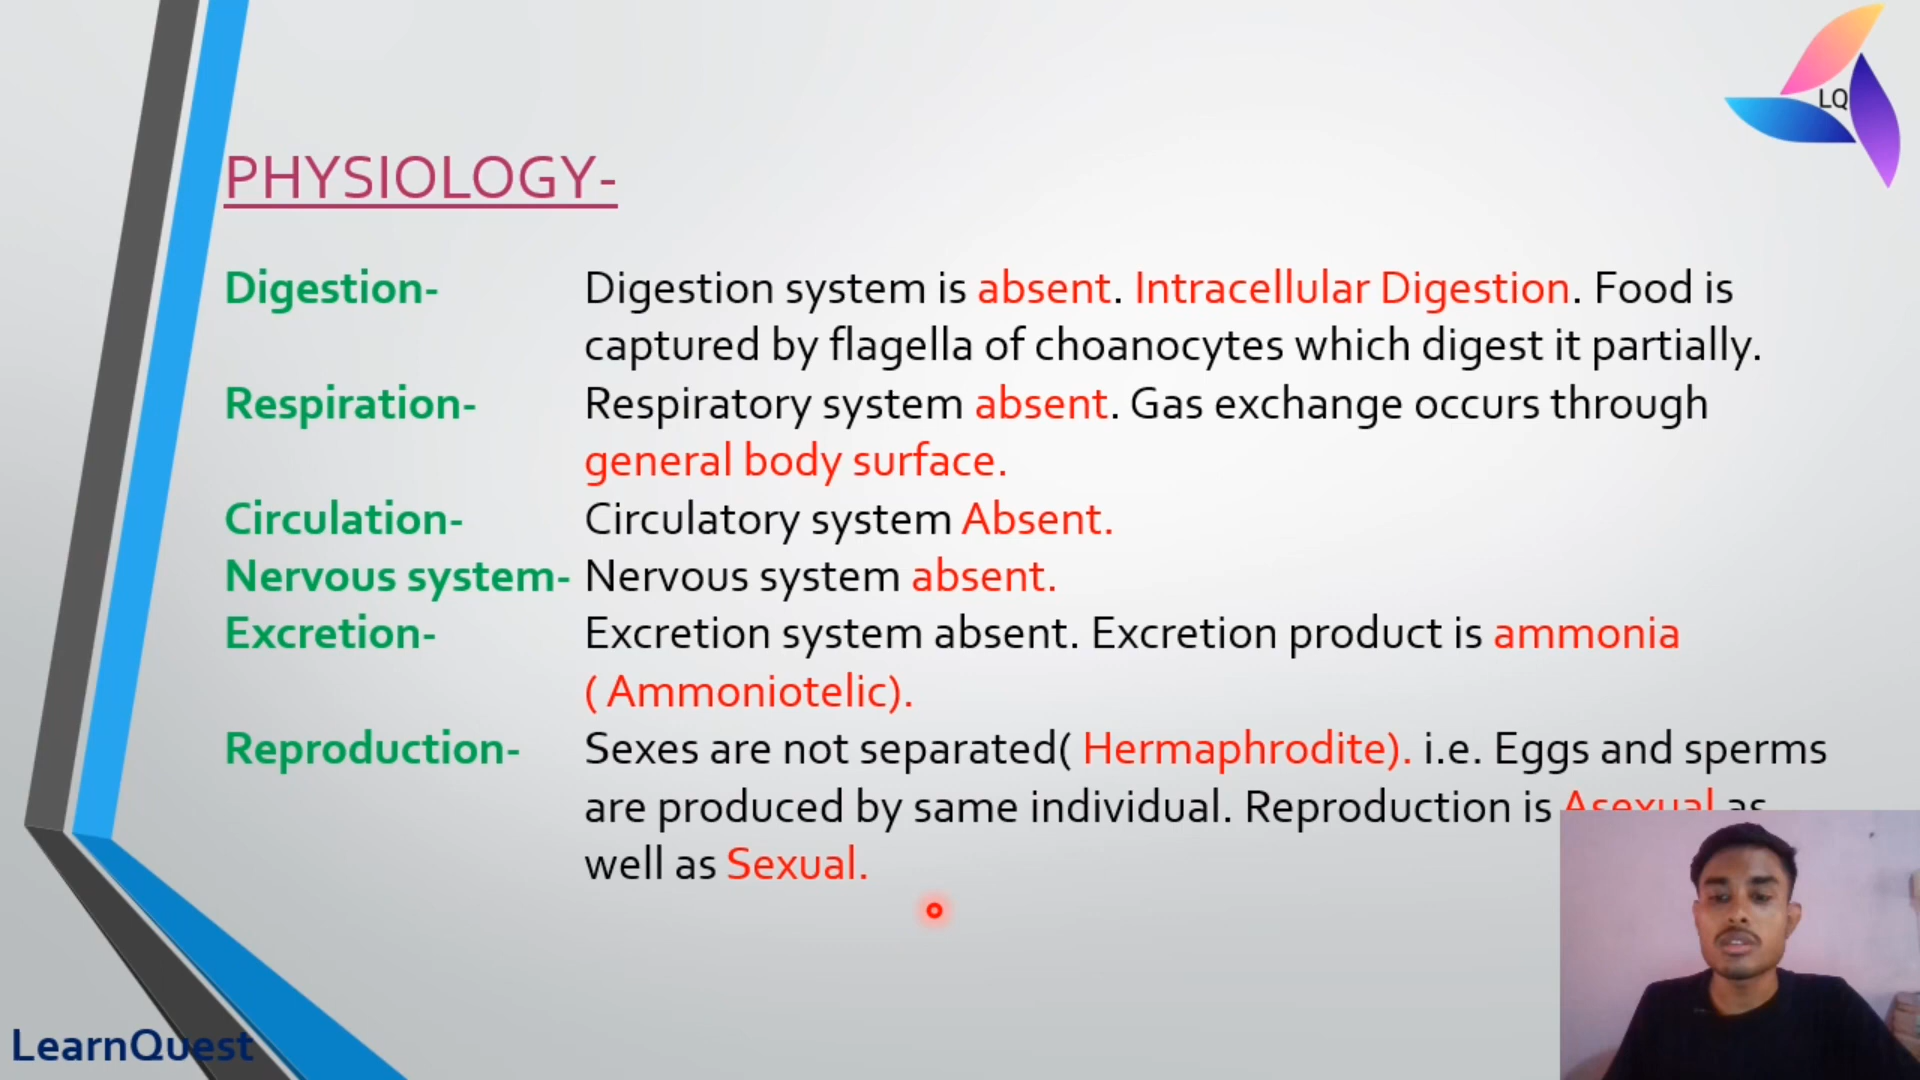 LQ
PHYSIOLOGY-
Digestion- Digestion system is absent. Intracellular Digestion. Food is
captured by flagella of choanocytes which digest it partially.
Respiration- Respiratory system absent. Gas exchange occurs through
general body surface.
Circulation- Circulatory system Absent.
Nervous system- Nervous system absent.
Excretion- Excretion system absent. Excretion product is ammonia
( Ammoniotelic).
Reproduction- Sexes are not separated( Hermaphrodite). i.e. Eggs and sperms
are produced by same individual. Reproduction is Asexual as
well as Sexual.
LearnQuest